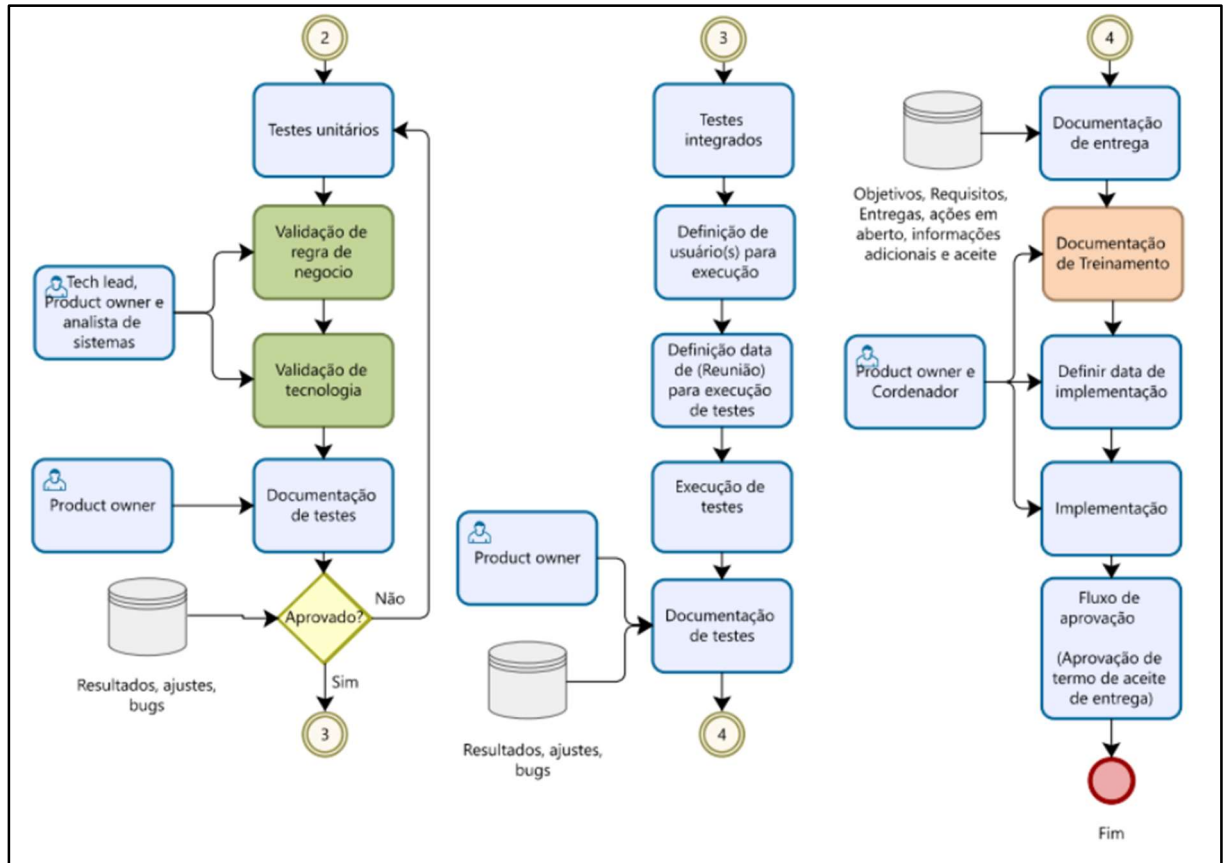 2
Testes unitários
Validação de
regra de
negocio
Tech lead,
Product owner e
analista de
sistemas
Validação de
tecnologia
Product owner
Documentação
de testes
Aprovado?
Não
Sim
Resultados, ajustes,
bugs
3
3
Testes
integrados
Definição de
usuário(s) para
execução
Definição data
de (Reunião)
para execução
de testes
Execução de
testes
Product owner
Documentação
de testes
Resultados, ajustes,
bugs
4
4
Documentação
de entrega
Objetivos, Requisitos,
Entregas, ações em
aberto, informações
adicionais e aceite
Documentação
de Treinamento
Product owner e
Cordenador
Definir data de
implementação
Implementação
Fluxo de
aprovação
(Aprovação de
termo de aceite
de entrega)
Fim